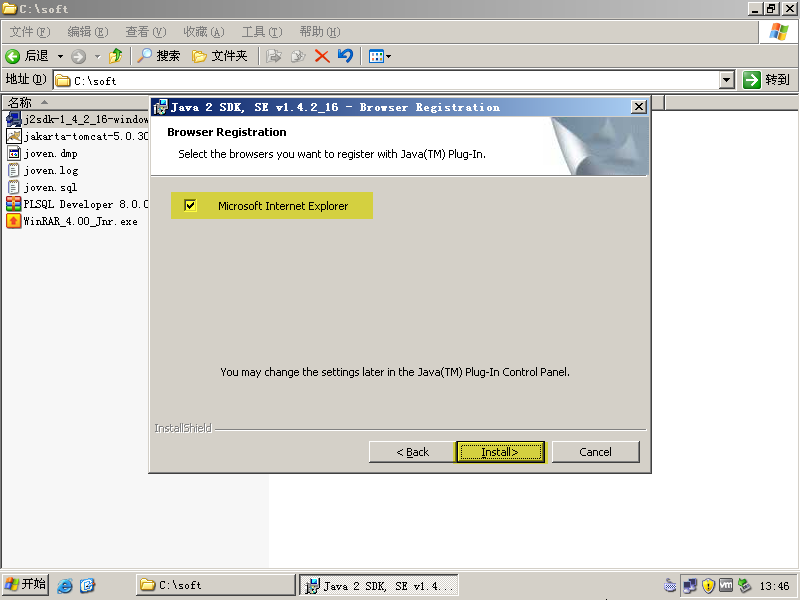 C:\soft
文件(F) 编辑(E) 查看(V) 收藏(A) 工具(T) 帮助(H)
后退 搜索 文件夹
地址(D) C:\soft 转到
名称
j2sdk-1_4_2_16-window
jakarta-tomcat-5.0.30
joven.dmp
joven.log
joven.sql
PLSQL Developer 8.0.0
WinRAR_4.00_Jnr.exe
Java 2 SDK, SE v1.4.2_16 - Browser Registration
Browser Registration
Select the browsers you want to register with Java(TM) Plug-In.
Microsoft Internet Explorer
You may change the settings later in the Java(TM) Plug-In Control Panel.
InstallShield
< Back Install> Cancel
开始 C:\soft Java 2 SDK, SE v1.4... 13:46